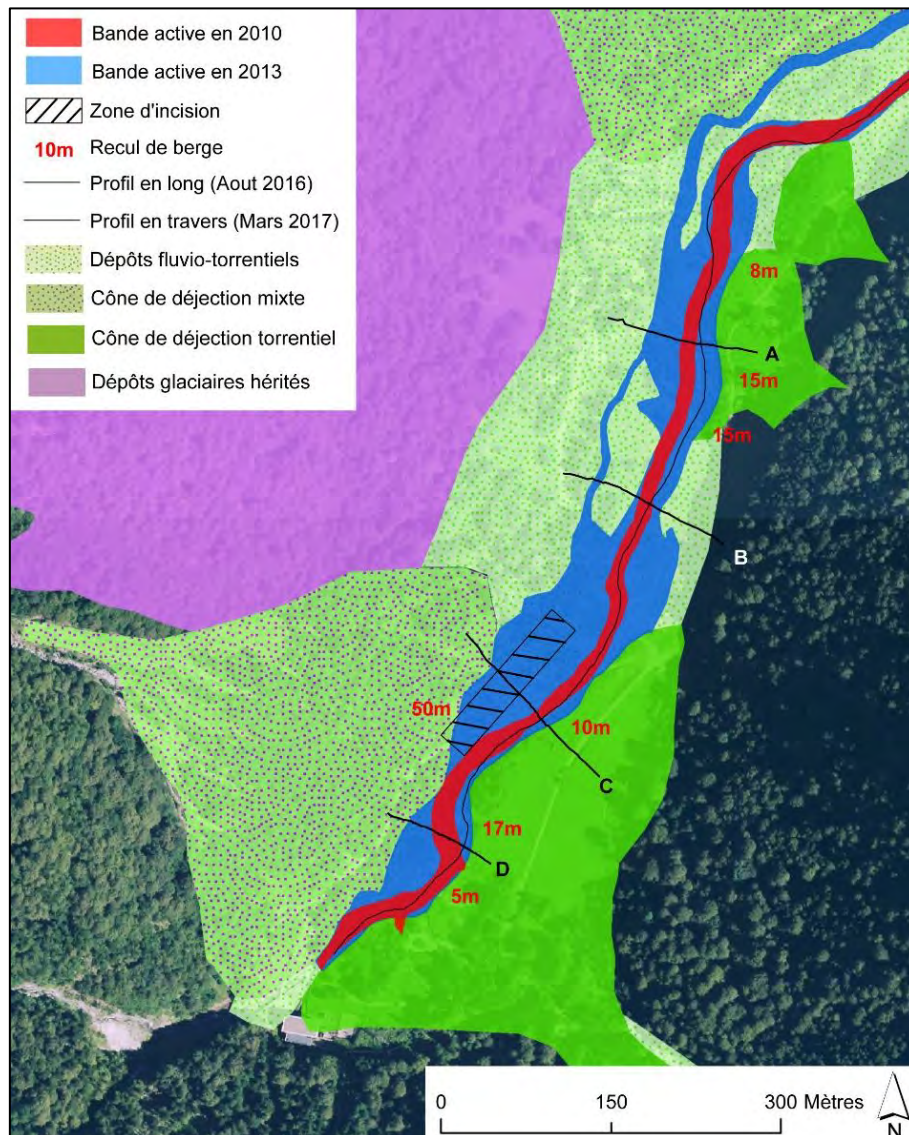 Bande active en 2010
Bande active en 2013
Zone d'incision
10m Recul de berge
Profil en long (Aout 2016)
Profil en travers (Mars 2017)
Dépôts fluvio-torrentiels
Cône de déjection mixte
Cône de déjection torrentiel
Dépôts glaciaires hérités
8m
A
15m
15m
B
50m
10m
C
17m
D
5m
0 150 300 Mètres
N